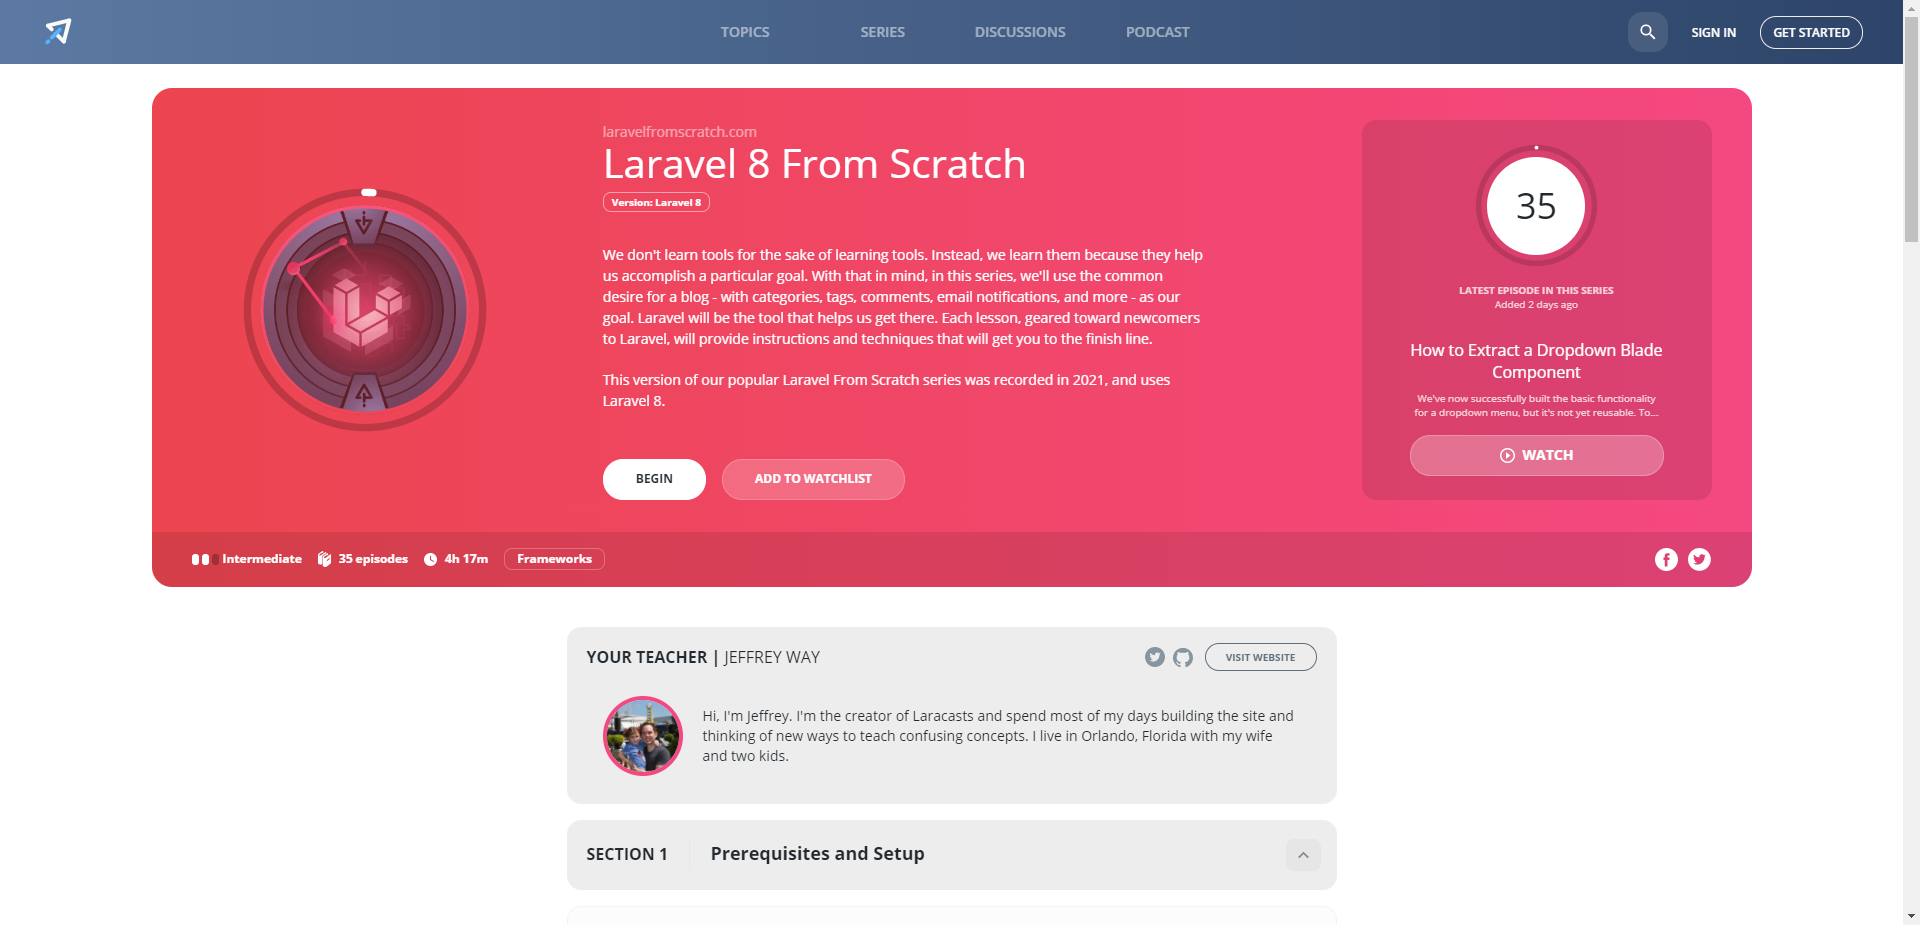 TOPICS
SERIES
DISCUSSIONS
PODCAST
SIGN IN
GET STARTED
laravelfromscratch.com
Laravel 8 From Scratch
Version: Laravel 8
We don't learn tools for the sake of learning tools. Instead, we learn them because they help
us accomplish a particular goal. With that in mind, in this series, we'll use the common
desire for a blog - with categories, tags, comments, email notifications, and more - as our
goal. Laravel will be the tool that helps us get there. Each lesson, geared toward newcomers
to Laravel, will provide instructions and techniques that will get you to the finish line.
This version of our popular Laravel From Scratch series was recorded in 2021, and uses
Laravel 8.
BEGIN
ADD TO WATCHLIST
35
LATEST EPISODE IN THIS SERIES
Added 2 days ago
How to Extract a Dropdown Blade
Component
We've now successfully built the basic functionality
for a dropdown menu, but it's not yet reusable. To...
WATCH
Intermediate
35 episodes
4h 17m
Frameworks
YOUR TEACHER | JEFFREY WAY
VISIT WEBSITE
Hi, I'm Jeffrey. I'm the creator of Laracasts and spend most of my days building the site and
thinking of new ways to teach confusing concepts. I live in Orlando, Florida with my wife
and two kids.
SECTION 1
Prerequisites and Setup